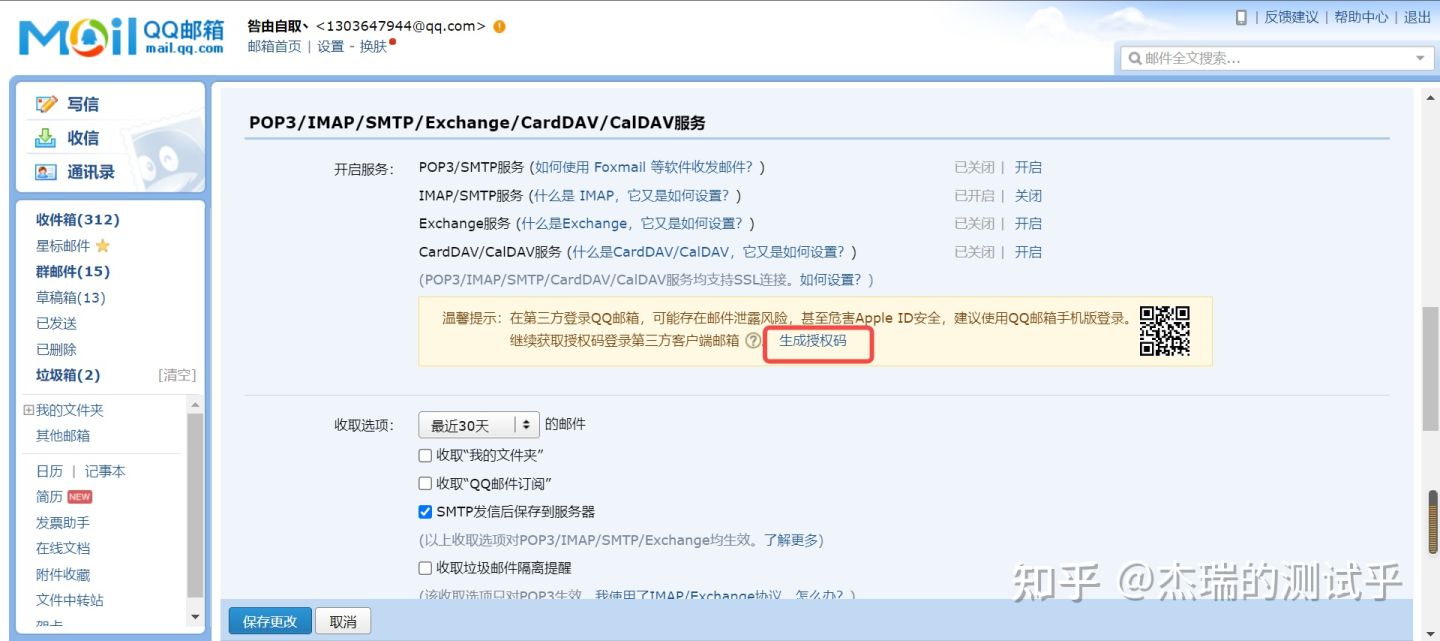 Mail QQ邮箱 mail.qq.com
咎由自取、 <1303647944@qq.com>
邮箱首页 | 设置 - 换肤
| 反馈建议 | 帮助中心 | 退出
邮件全文搜索...
写信
收信
通讯录
收件箱(312)
星标邮件
群邮件(15)
草稿箱(13)
已发送
已删除
垃圾箱(2) [清空]
我的文件夹
其他邮箱
日历 | 记事本
简历 NEW
发票助手
在线文档
附件收藏
文件中转站
贺卡
POP3/IMAP/SMTP/Exchange/CardDAV/CalDAV服务
开启服务: POP3/SMTP服务 (如何使用 Foxmail 等软件收发邮件? ) 已关闭 | 开启
IMAP/SMTP服务 (什么是 IMAP，它又是如何设置? ) 已开启 | 关闭
Exchange服务 (什么是Exchange，它又是如何设置? ) 已关闭 | 开启
CardDAV/CalDAV服务 (什么是CardDAV/CalDAV，它又是如何设置? ) 已关闭 | 开启
(POP3/IMAP/SMTP/CardDAV/CalDAV服务均支持SSL连接。如何设置? )
温馨提示: 在第三方登录QQ邮箱，可能存在邮件泄露风险，甚至危害Apple ID安全，建议使用QQ邮箱手机版登录。
继续获取授权码登录第三方客户端邮箱 ? 生成授权码
收取选项: 最近30天 的邮件
收取“我的文件夹”
收取“QQ邮件订阅”
SMTP发信后保存到服务器
(以上收取选项对POP3/IMAP/SMTP/Exchange均生效。了解更多)
收取垃圾邮件隔离提醒
(该收取选项只对POP3生效，我使用了IMAP/Exchange协议，怎么办? )
保存更改 取消
知乎 @杰瑞的测试乎